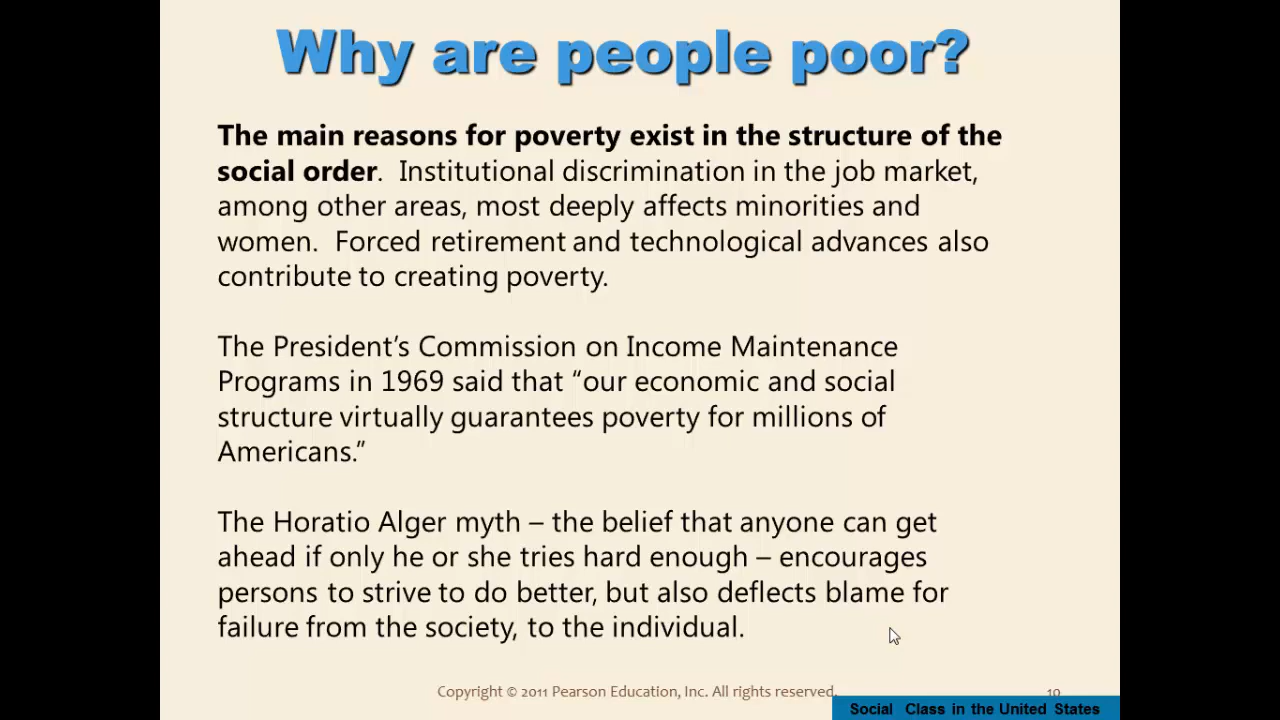 Why are people poor?
The main reasons for poverty exist in the structure of the
social order.  Institutional discrimination in the job market,
among other areas, most deeply affects minorities and
women.  Forced retirement and technological advances also
contribute to creating poverty.
The President’s Commission on Income Maintenance
Programs in 1969 said that “our economic and social
structure virtually guarantees poverty for millions of
Americans.”
The Horatio Alger myth – the belief that anyone can get
ahead if only he or she tries hard enough – encourages
persons to strive to do better, but also deflects blame for
failure from the society, to the individual.
Copyright © 2011 Pearson Education, Inc. All rights reserved.
10
Social  Class in the United States